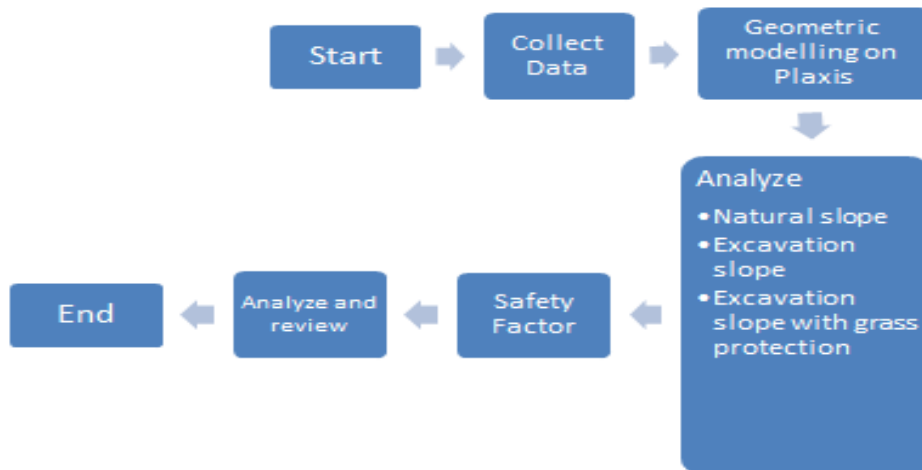 Start
Collect
Data
Geometric
modelling on
Plaxis
Analyze
•Natural slope
•Excavation
slope
•Excavation
slope with grass
protection
Safety
Factor
Analyze and
review
End